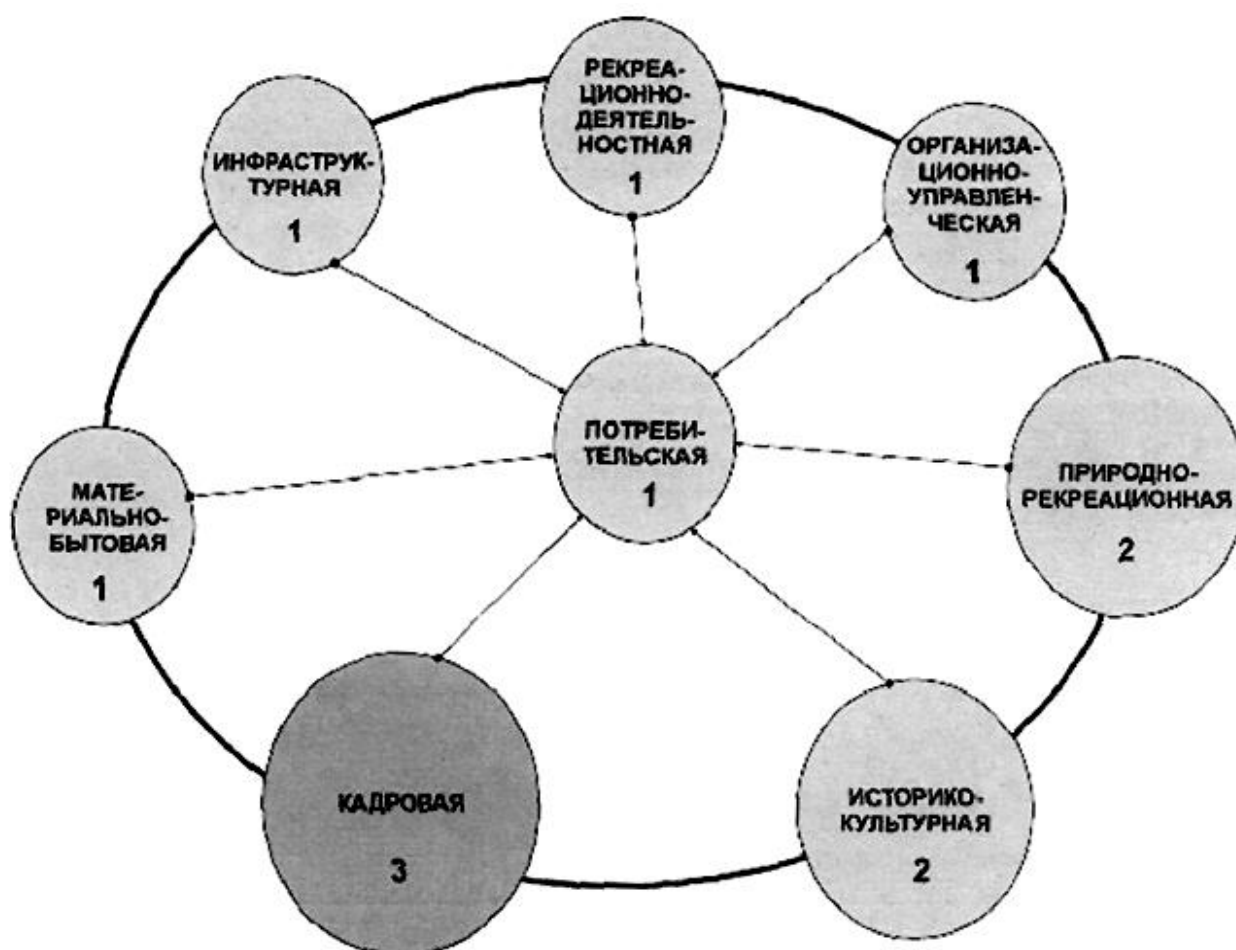 РЕКРЕА-
ЦИОННО-
ДЕЯТЕЛЬ-
НОСТНАЯ
1
ИНФРАСТРУК-
ТУРНАЯ
1
ОРГАНИЗА-
ЦИОННО-
УПРАВЛЕН-
ЧЕСКАЯ
1
ПОТРЕБИ-
ТЕЛЬСКАЯ
1
МАТЕ-
РИАЛЬНО-
БЫТОВАЯ
1
ПРИРОДНО-
РЕКРЕАЦИОННАЯ
2
КАДРОВАЯ
3
ИСТОРИКО-
КУЛЬТУРНАЯ
2